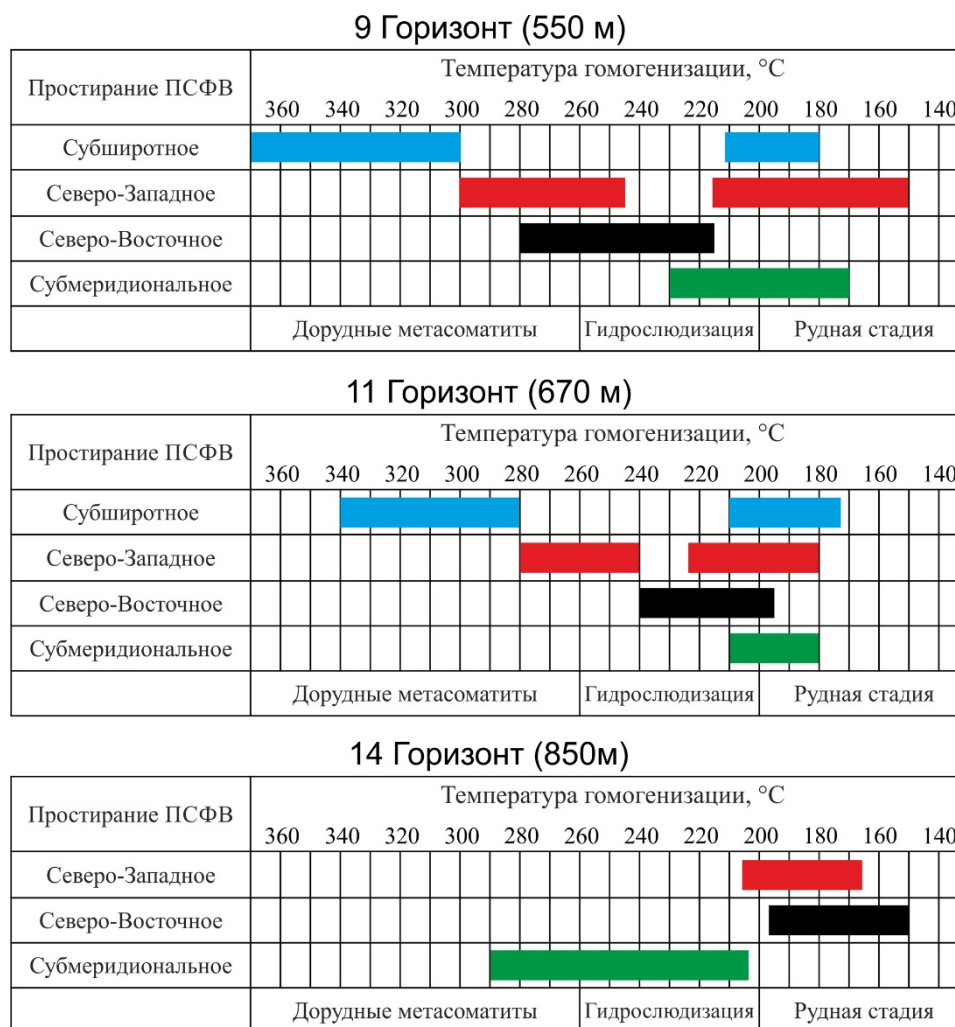 9 Горизонт (550 м)
Простирание ПСФВ
Температура гомогенизации, °С
360 340 320 300 280 260 240 220 200 180 160 140
Субширотное
Северо-Западное
Северо-Восточное
Субмеридиональное
Дорудные метасоматиты Гидрослюдизация Рудная стадия
11 Горизонт (670 м)
Простирание ПСФВ
Температура гомогенизации, °С
360 340 320 300 280 260 240 220 200 180 160 140
Субширотное
Северо-Западное
Северо-Восточное
Субмеридиональное
Дорудные метасоматиты Гидрослюдизация Рудная стадия
14 Горизонт (850м)
Простирание ПСФВ
Температура гомогенизации, °С
360 340 320 300 280 260 240 220 200 180 160 140
Северо-Западное
Северо-Восточное
Субмеридиональное
Дорудные метасоматиты Гидрослюдизация Рудная стадия